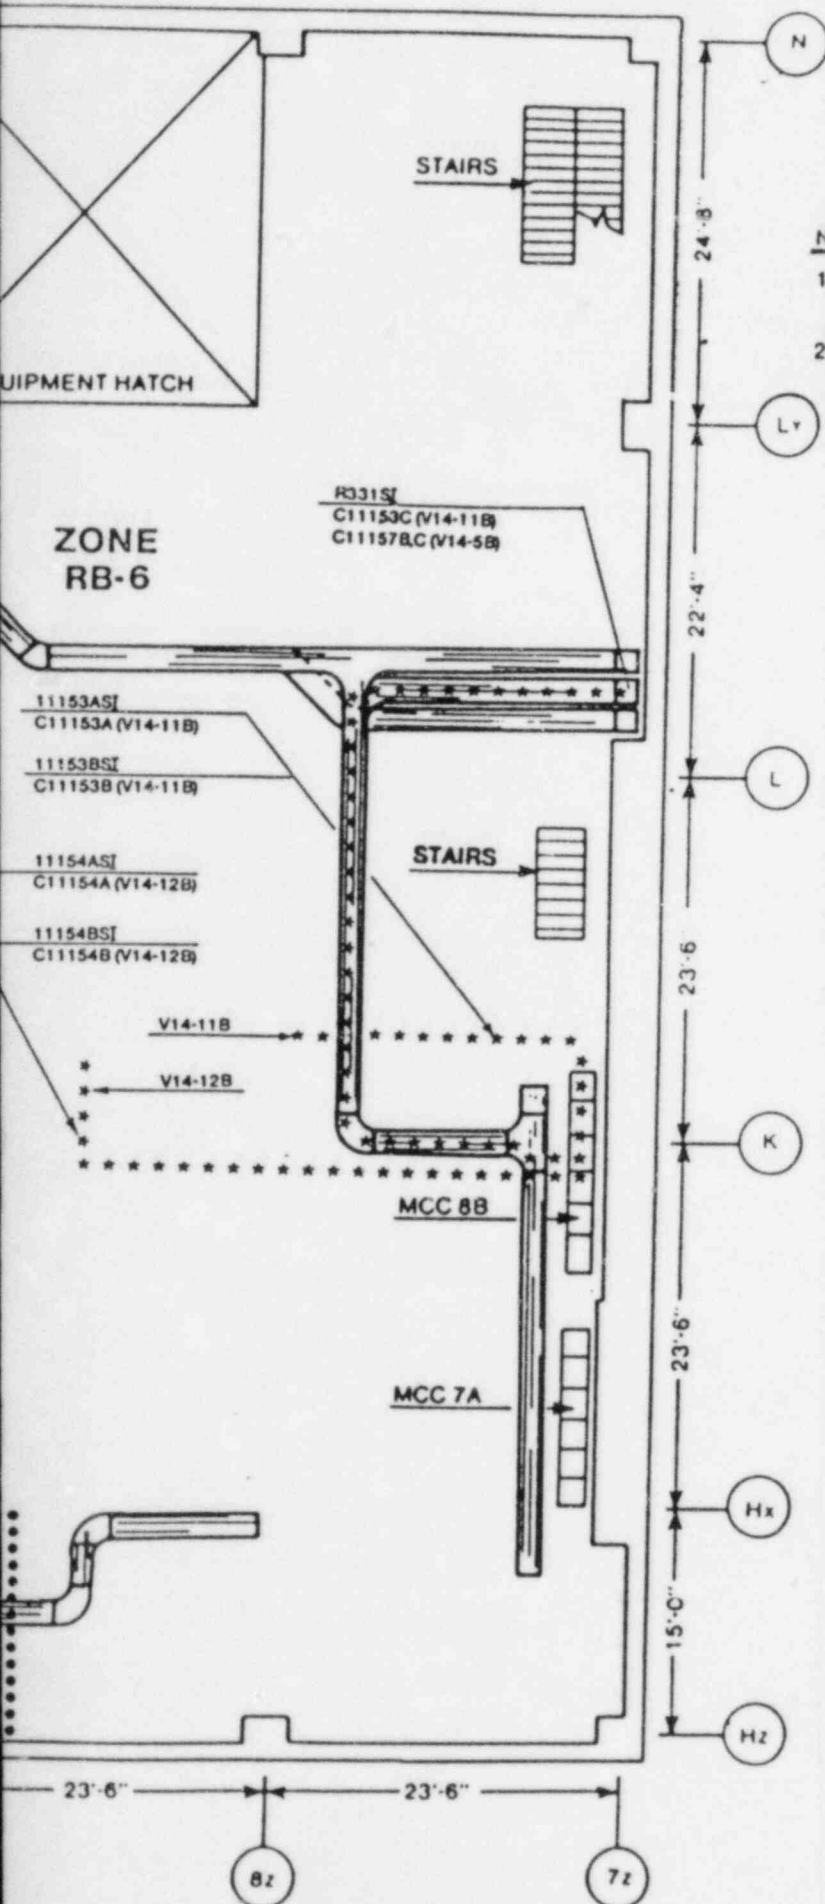 N
STAIRS
24'-8"
1
2
UIPMENT HATCH
LY
R331SI
C11153C (V14-11B)
C11157B,C (V14-5B)
ZONE
RB-6
22'-4"
11153ASI
C11153A (V14-11B)
11153BSI
C11153B (V14-11B)
L
STAIRS
11154ASI
C11154A (V14-12B)
11154BSI
C11154B (V14-12B)
23'-6
V14-11B
V14-12B
K
MCC 8B
23'-6"
MCC 7A
Hx
15'-0"
Hz
23'-6"
23'-6"
8z
7z